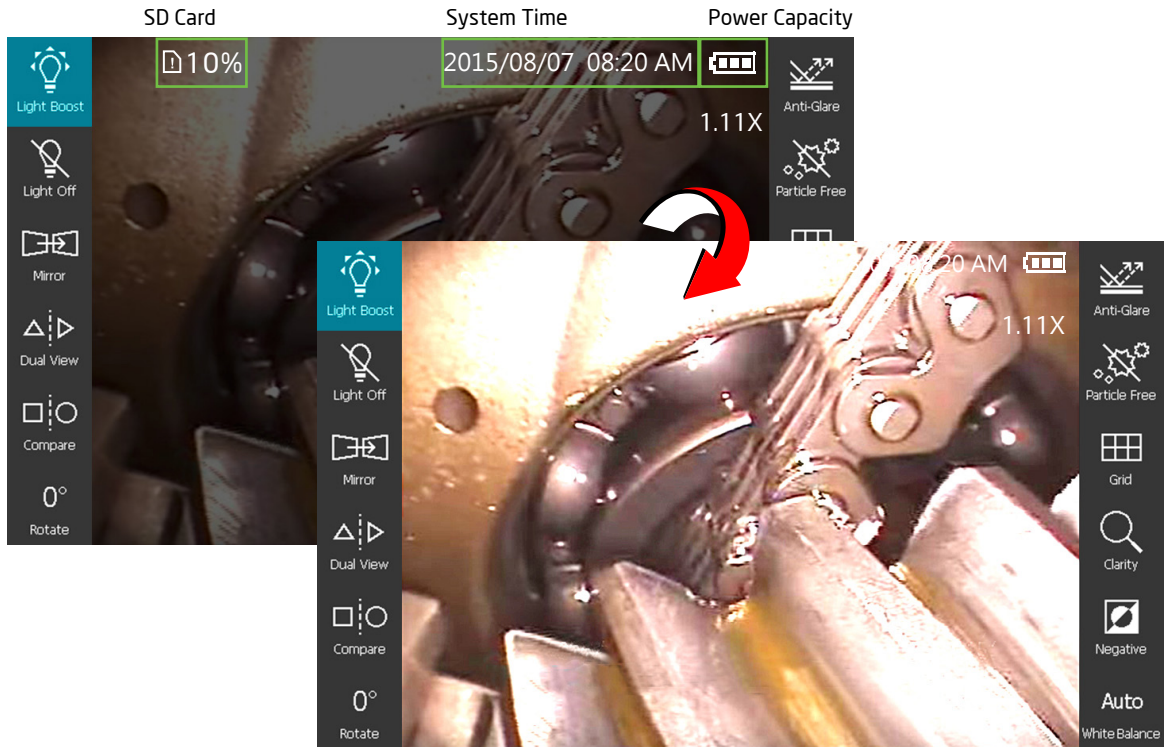 SD Card
System Time
Power Capacity
10%
2015/08/07 08:20 AM
1.11X
Light Boost
Light Off
Mirror
Dual View
Compare
0°
Rotate
Anti-Glare
Particle Free
20 AM
1.11X
Light Boost
Light Off
Mirror
Dual View
Compare
0°
Rotate
Anti-Glare
Particle Free
Grid
Clarity
Negative
Auto
White Balance